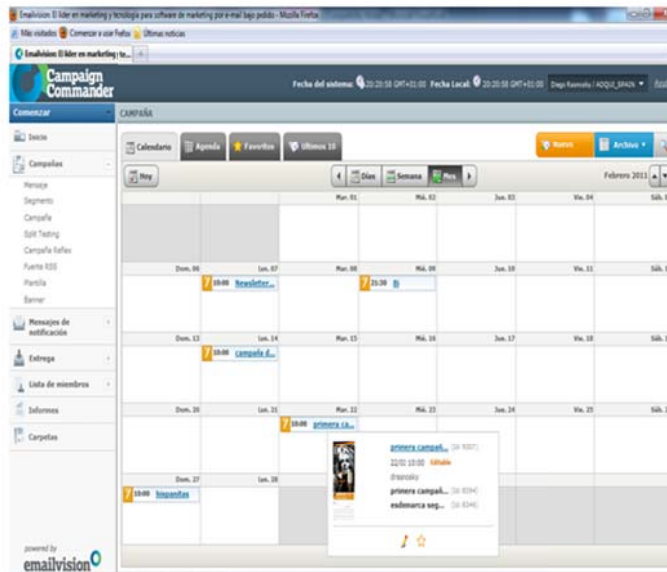 Emailvision: El líder en marketing y tecnología para software de marketing por e-mail bajo pedido - Mozilla Firefox
Más visitados Comenzar a usar Firefox Últimas noticias
Emailvision: El líder en marketing y te...
Campaign
Commander
Fecha del sistema: 20:20:58 GMT+01:00 Fecha Local: 20:20:58 GMT+01:00
Comenzar
CAMPAÑA
Inicio
Calendario Agenda Favoritos Últimos 10 Nuevo Archivo
Campañas
Hoy Días Semana Mes Febrero 2011
Mensaje
Segmento
Campaña
Split Testing
Campaña Reflex
Fuente RSS
Plantilla
Banner
Mensajes de
notificación
Entrega
Lista de miembros
Informes
Carpetas
Mar. 01 Mié. 02 Jue. 03 Vie. 04
Dom. 06 Lun. 07 Mar. 08 Mié. 09 Jue. 10 Vie. 11
7 10:00 Newsletter... 7 21:30
Dom. 13 Lun. 14 Mar. 15 Mié. 16 Jue. 17 Vie. 18
7 10:00 campaña d...
Dom. 20 Lun. 21 Mar. 22 Mié. 23 Jue. 24 Vie. 25
7 10:00 primera ca...
Dom. 27 Lun. 28
7 10:00 hispanitas
primera campañ...
22/02 10:00 Editable
primera campañ...
esdemarca seg...
powered by
emailvision